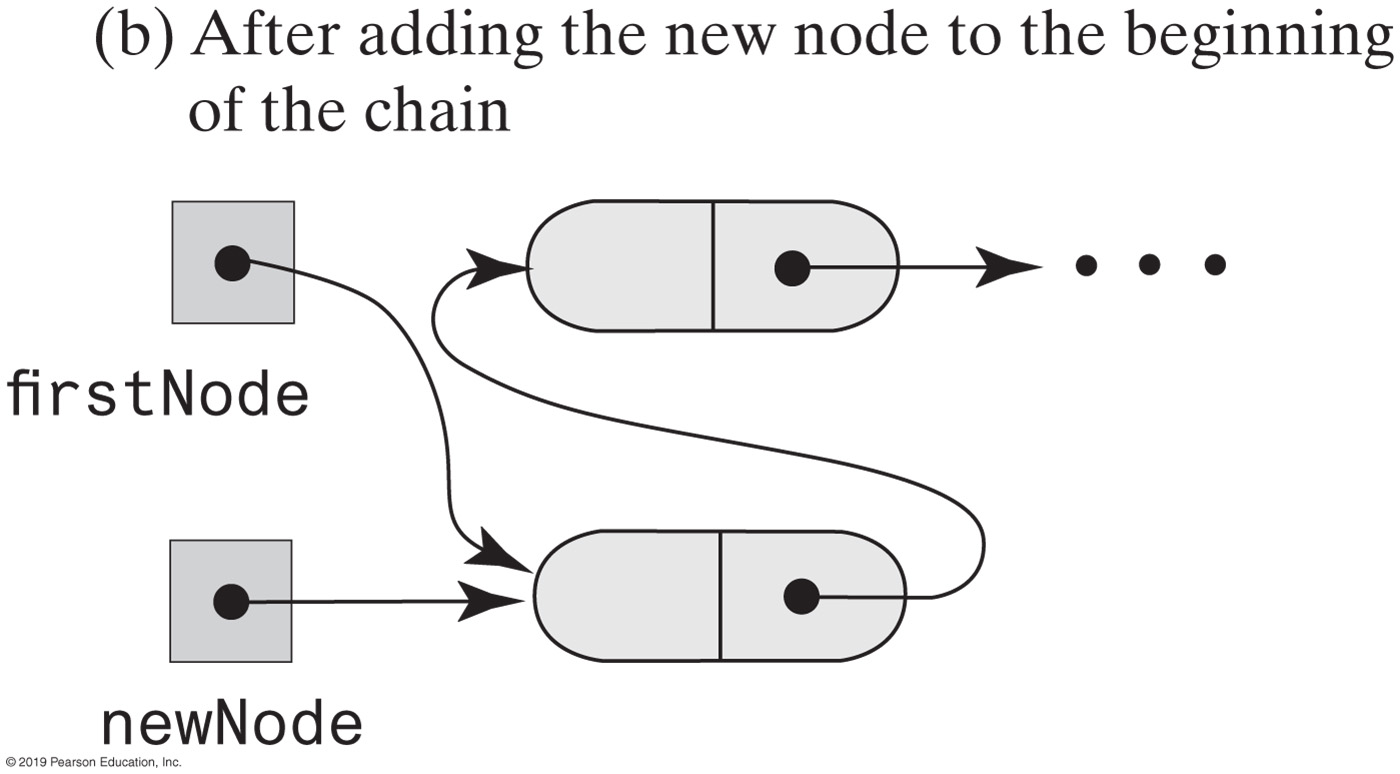 (b) After adding the new node to the beginning
of the chain
firstNode
newNode
© 2019 Pearson Education, Inc.